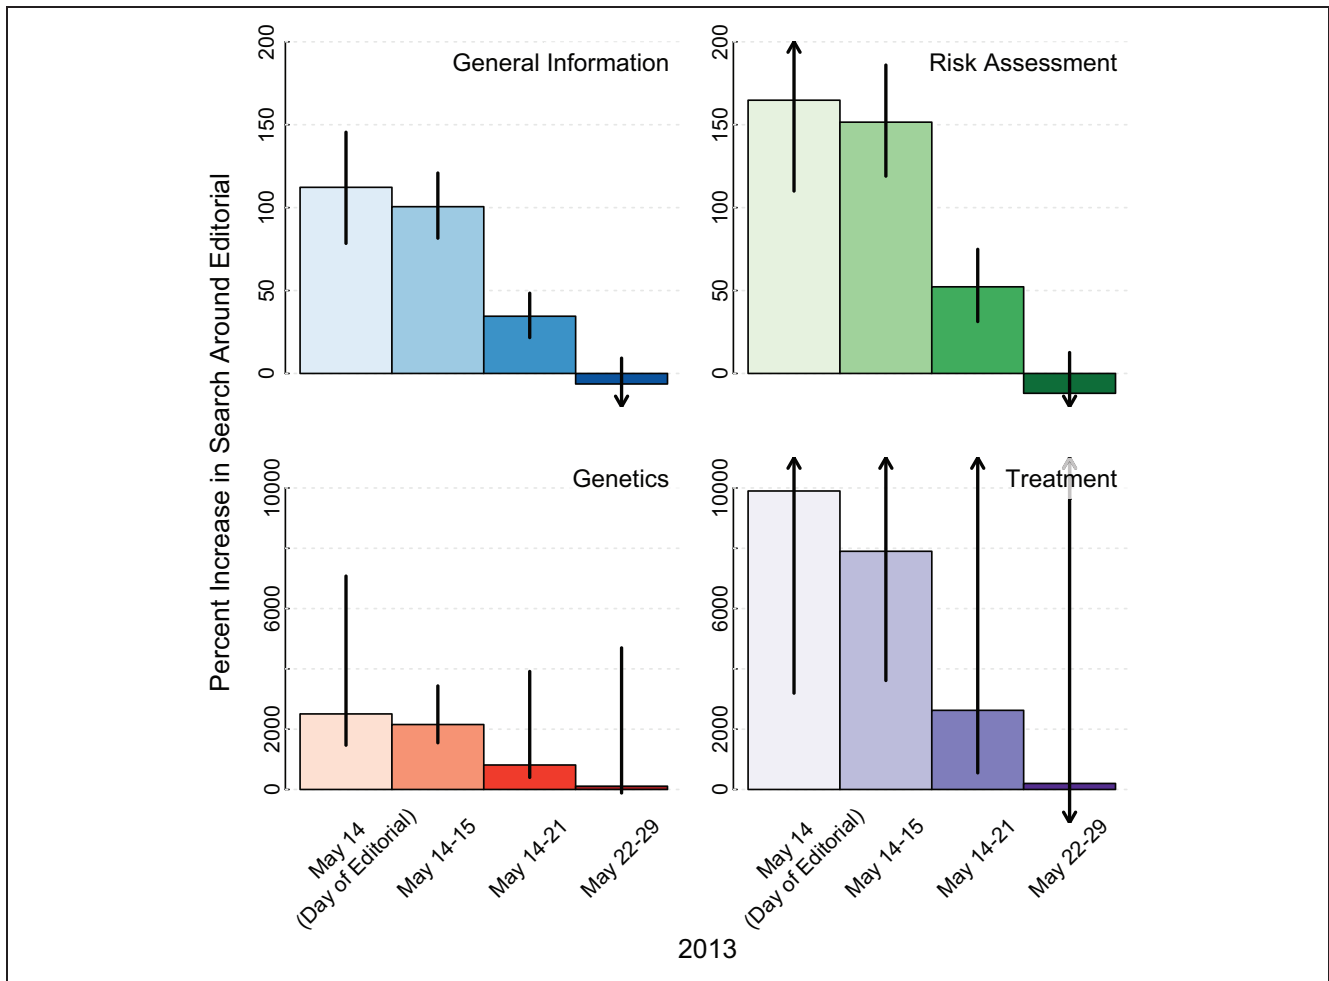 Percent Increase in Search Around Editorial
General Information
200
150
100
50
0
Risk Assessment
200
150
100
50
0
Genetics
10000
6000
2000
0
Treatment
10000
6000
2000
0
May 14
(Day of Editorial)
May 14-15
May 14-21
May 22-29
May 14
(Day of Editorial)
May 14-15
May 14-21
May 22-29
2013